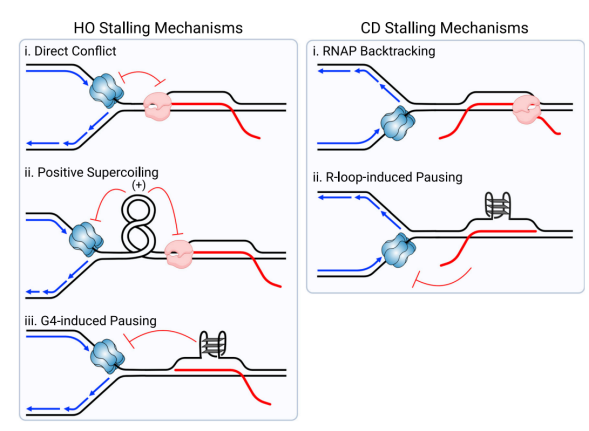 HO Stalling Mechanisms
i. Direct Conflict
ii. Positive Supercoiling
(+)
iii. G4-induced Pausing
CD Stalling Mechanisms
i. RNAP Backtracking
ii. R-loop-induced Pausing